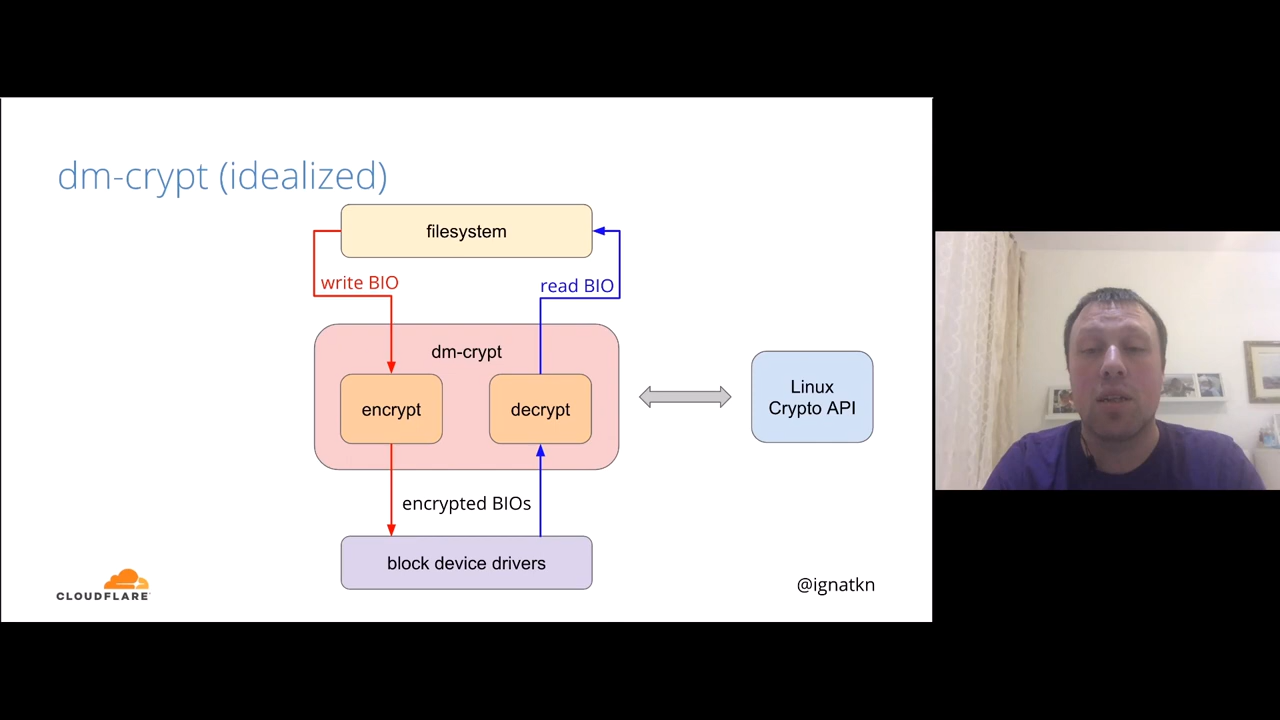 dm-crypt (idealized)
filesystem
write BIO
read BIO
dm-crypt
encrypt
decrypt
Linux
Crypto API
encrypted BIOs
block device drivers
CLOUDFLARE
@ignatkn